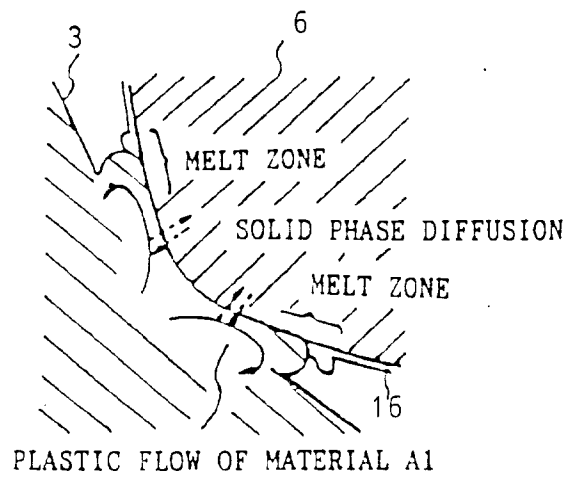 3
6
MELT ZONE
SOLID PHASE DIFFUSION
MELT ZONE
16
PLASTIC FLOW OF MATERIAL A1